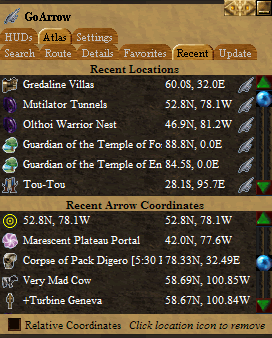 GoArrow
HUDs Atlas Settings
Search Route Details Favorites Recent Update
Recent Locations
Gredaline Villas 60.0S, 32.0E
Mutilator Tunnels 52.8N, 78.1W
Olthoi Warrior Nest 46.9N, 81.2W
Guardian of the Temple of Fo 88.8N, 0.0E
Guardian of the Temple of En 84.5S, 0.0E
Tou-Tou 28.1S, 95.7E
Recent Arrow Coordinates
52.8N, 78.1W 52.8N, 78.1W
Marescent Plateau Portal 42.0N, 77.6W
Corpse of Pack Digero [5:30 1 78.33N, 32.49E
Very Mad Cow 58.69N, 100.85W
+Turbine Geneva 58.67N, 100.84W
Relative Coordinates Click location icon to remove